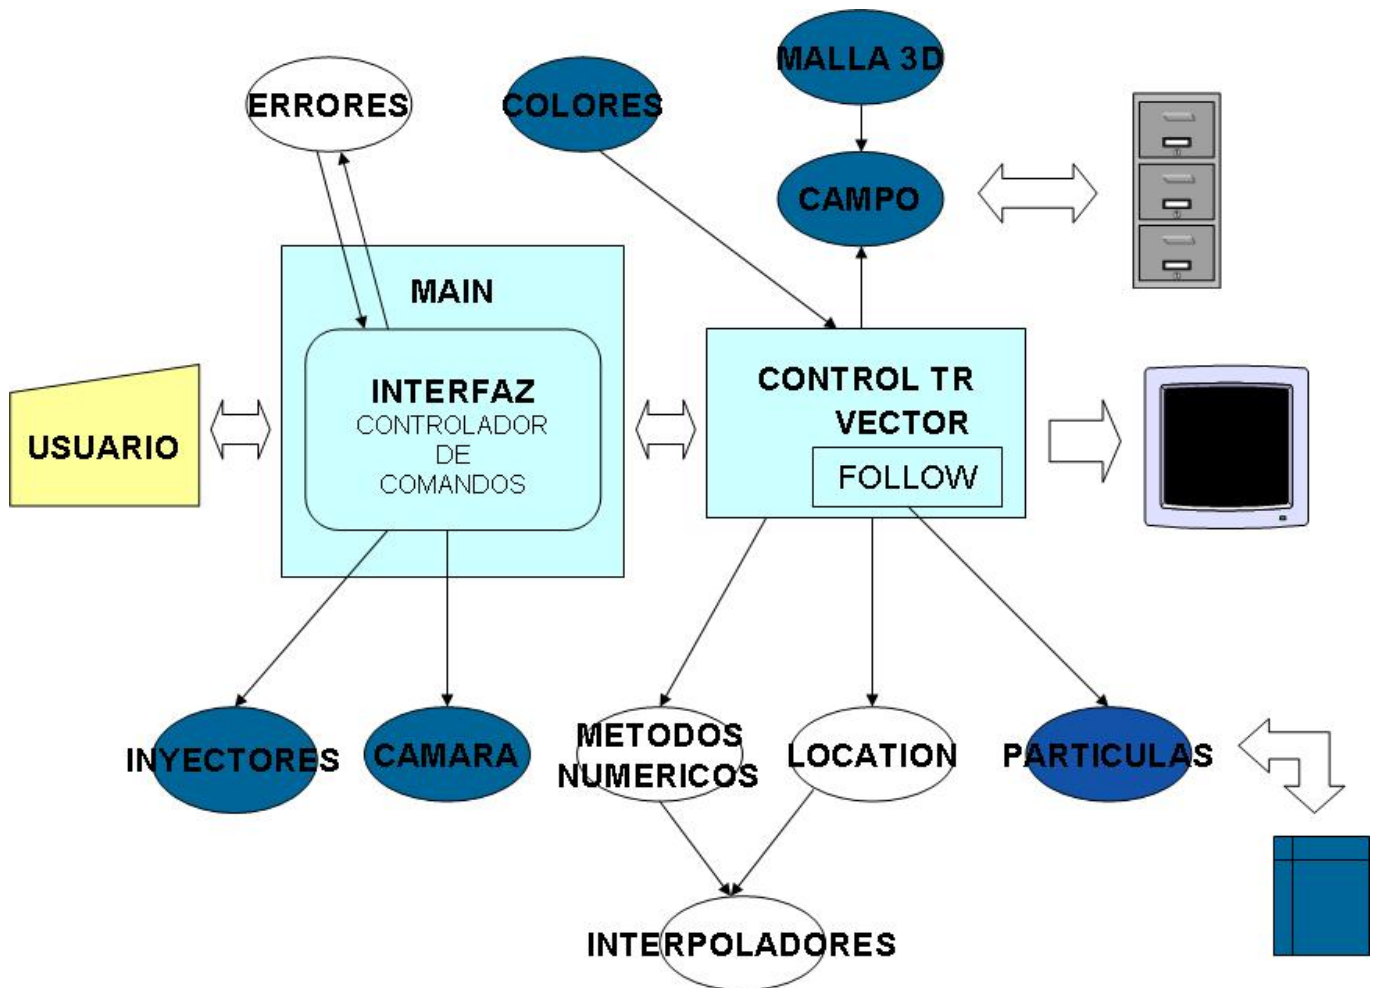 MALLA 3D
ERRORES
COLORES
CAMPO
MAIN
INTERFAZ
CONTROLADOR
DE
COMANDOS
CONTROL TR
VECTOR
FOLLOW
USUARIO
INYECTORES
CAMARA
METODOS
NUMERICOS
LOCATION
PARTICULAS
INTERPOLADORES